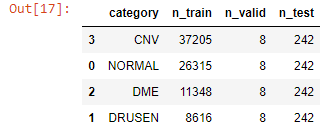 Out[17]:
category n_train n_valid n_test
3 CNV 37205 8 242
0 NORMAL 26315 8 242
2 DME 11348 8 242
1 DRUSEN 8616 8 242